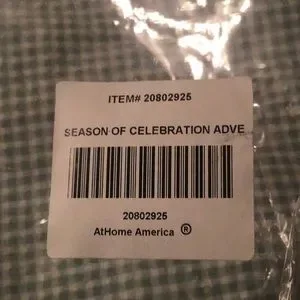 ITEM# 20802925
SEASON OF CELEBRATION ADVE
20802925
AtHome America ®